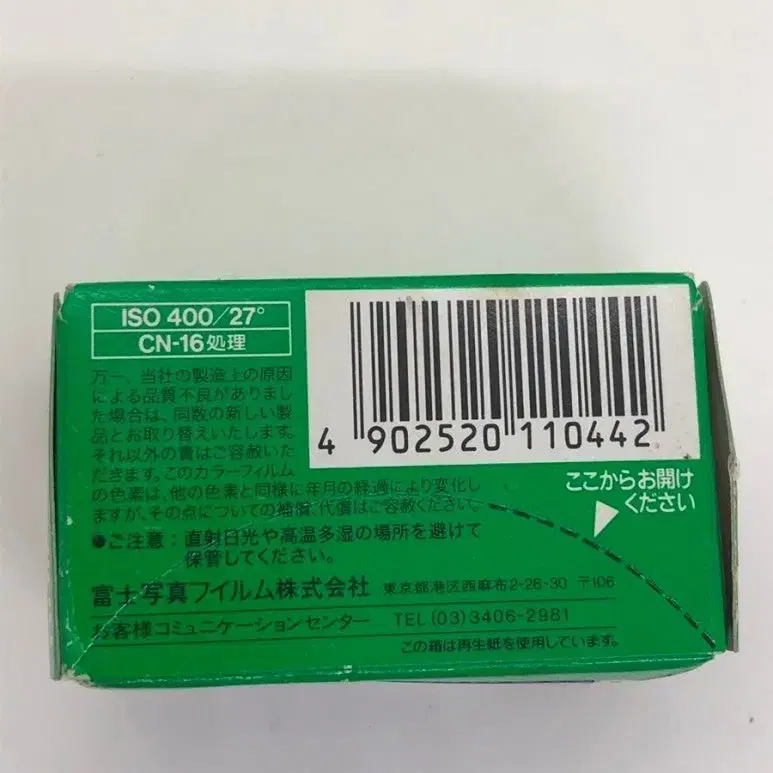 ISO 400/27°
CN-16処理
万一、当社の製造上の原因
による品質不良がありまし
た場合は、同数の新しい製
品とお取り替えいたします。
それ以外の責はご容赦いた
だきます。このカラーフィルム
の色素は、他の色素と同様に年月の経過により変化し
ますが、その点についての補償、代償はご容赦ください。
●ご注意：直射日光や高温多湿の場所を避けて
保管してください。
4 902520 110442
ここからお開け
ください
富士写真フイルム株式会社 東京都港区西麻布2-26-30 〒106
お客様コミュニケーションセンター TEL(03)3406-2981
この箱は再生紙を使用しています。